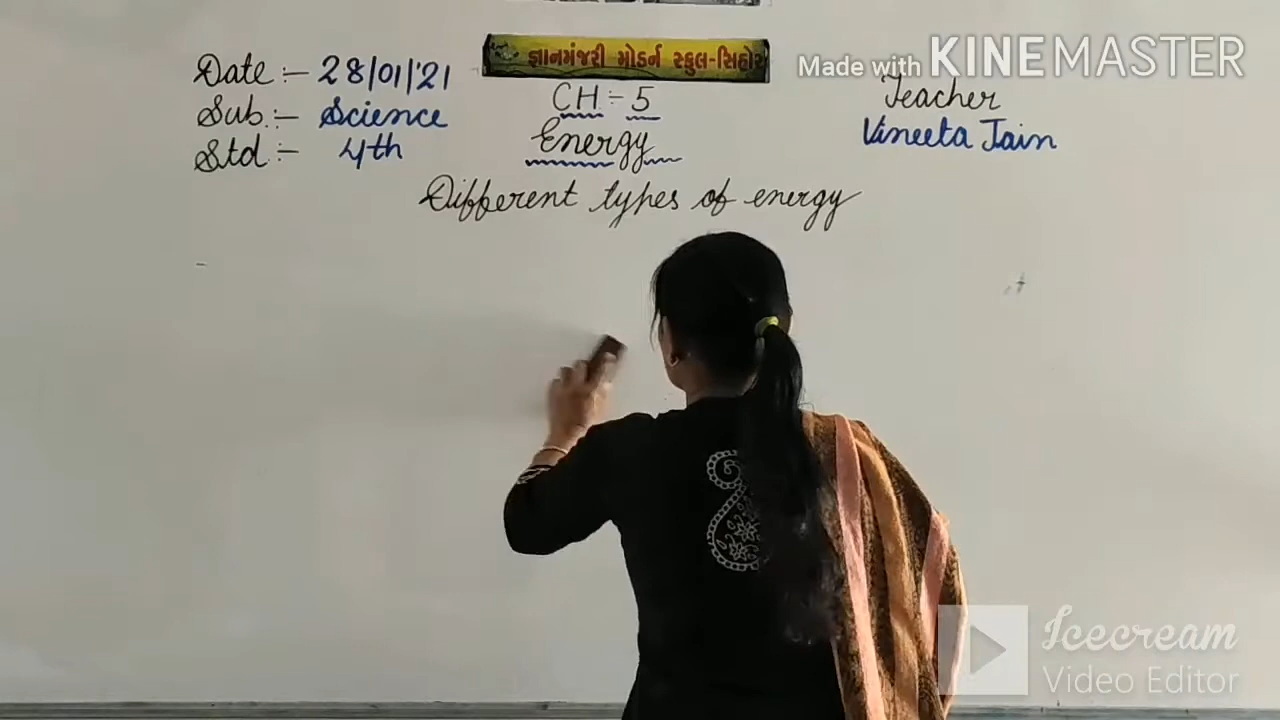 જ્ઞાનમંજરી મોડર્ન સ્કુલ-સિહોર
Made with KINEMASTER
Date :- 28/01/'21
Sub. :- Science
Std :- 4th
CH :- 5
Energy
Teacher
Vineeta Jain
Different types of energy
Icecream
Video Editor